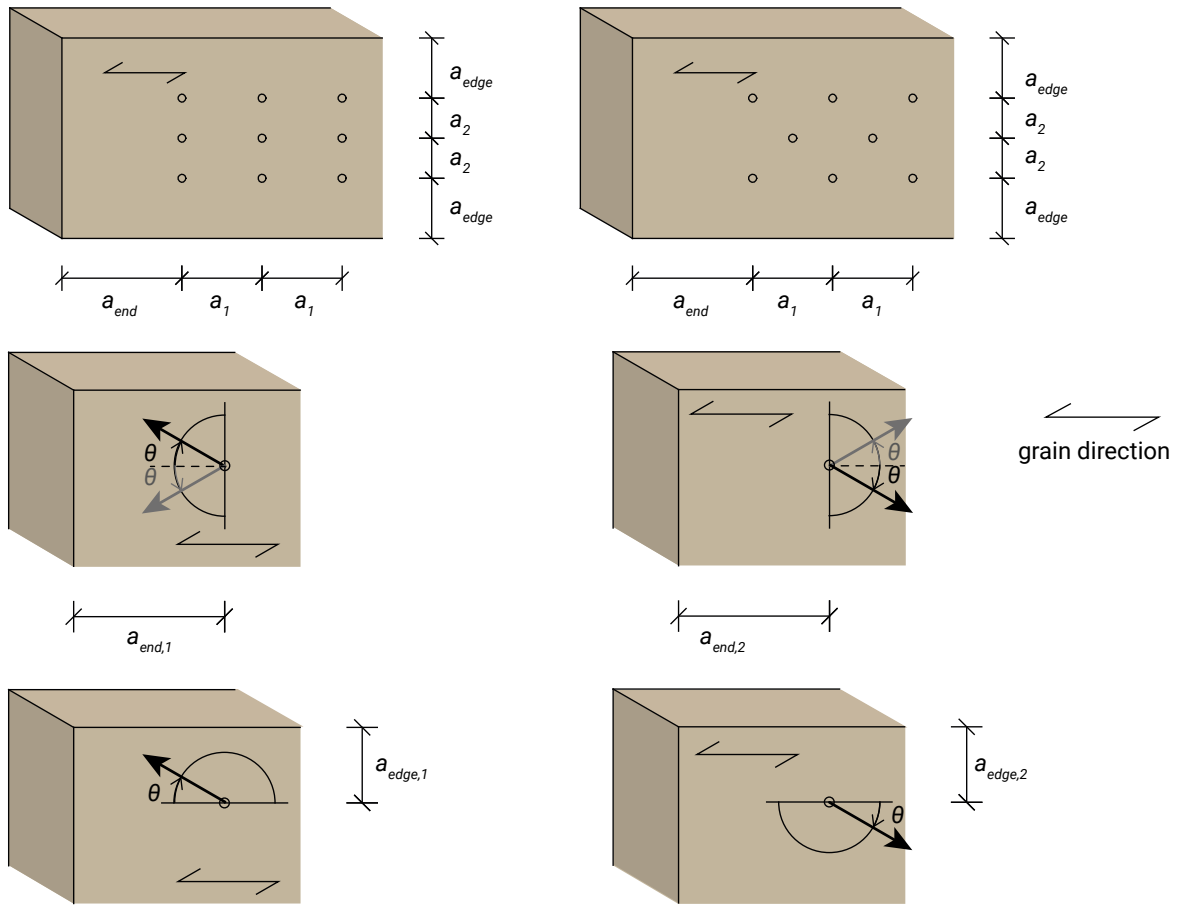 a_edge
a_2
a_2
a_edge
a_end a_1 a_1
a_edge
a_2
a_2
a_edge
a_end a_1 a_1
θ
θ
a_end,1
θ
θ
a_end,2
grain direction
θ
a_edge,1
θ
a_edge,2